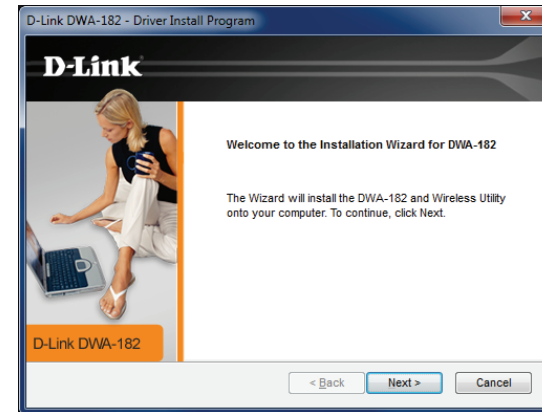 D-Link DWA-182 - Driver Install Program
D-Link
Welcome to the Installation Wizard for DWA-182
The Wizard will install the DWA-182 and Wireless Utility
onto your computer. To continue, click Next.
D-Link DWA-182
< Back
Next >
Cancel